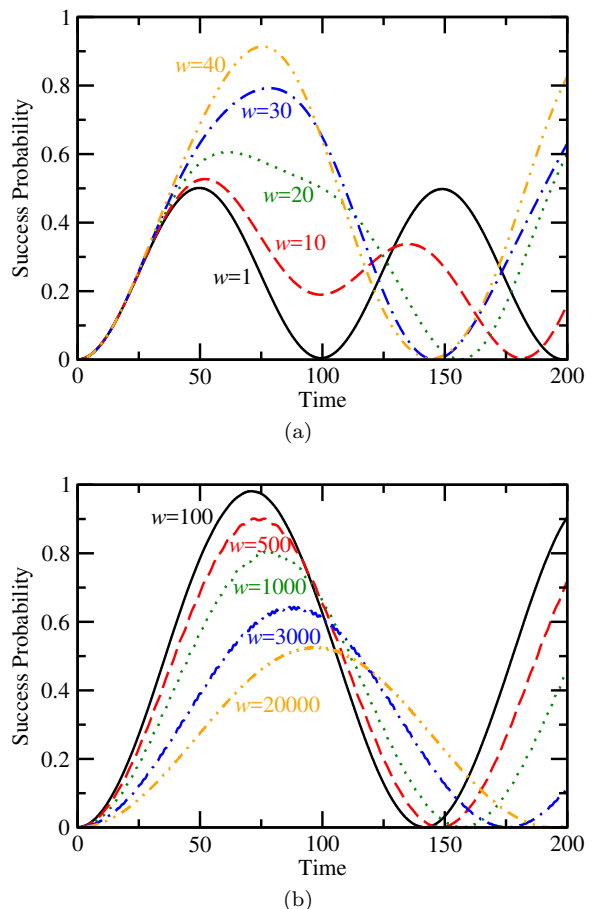 1
0.8
0.6
0.4
0.2
0
Success Probability
w=40
w=30
w=20
w=10
w=1
0 50 100 150 200
Time
(a)
1
0.8
0.6
0.4
0.2
0
Success Probability
w=100
w=500
w=1000
w=3000
w=20000
0 50 100 150 200
Time
(b)